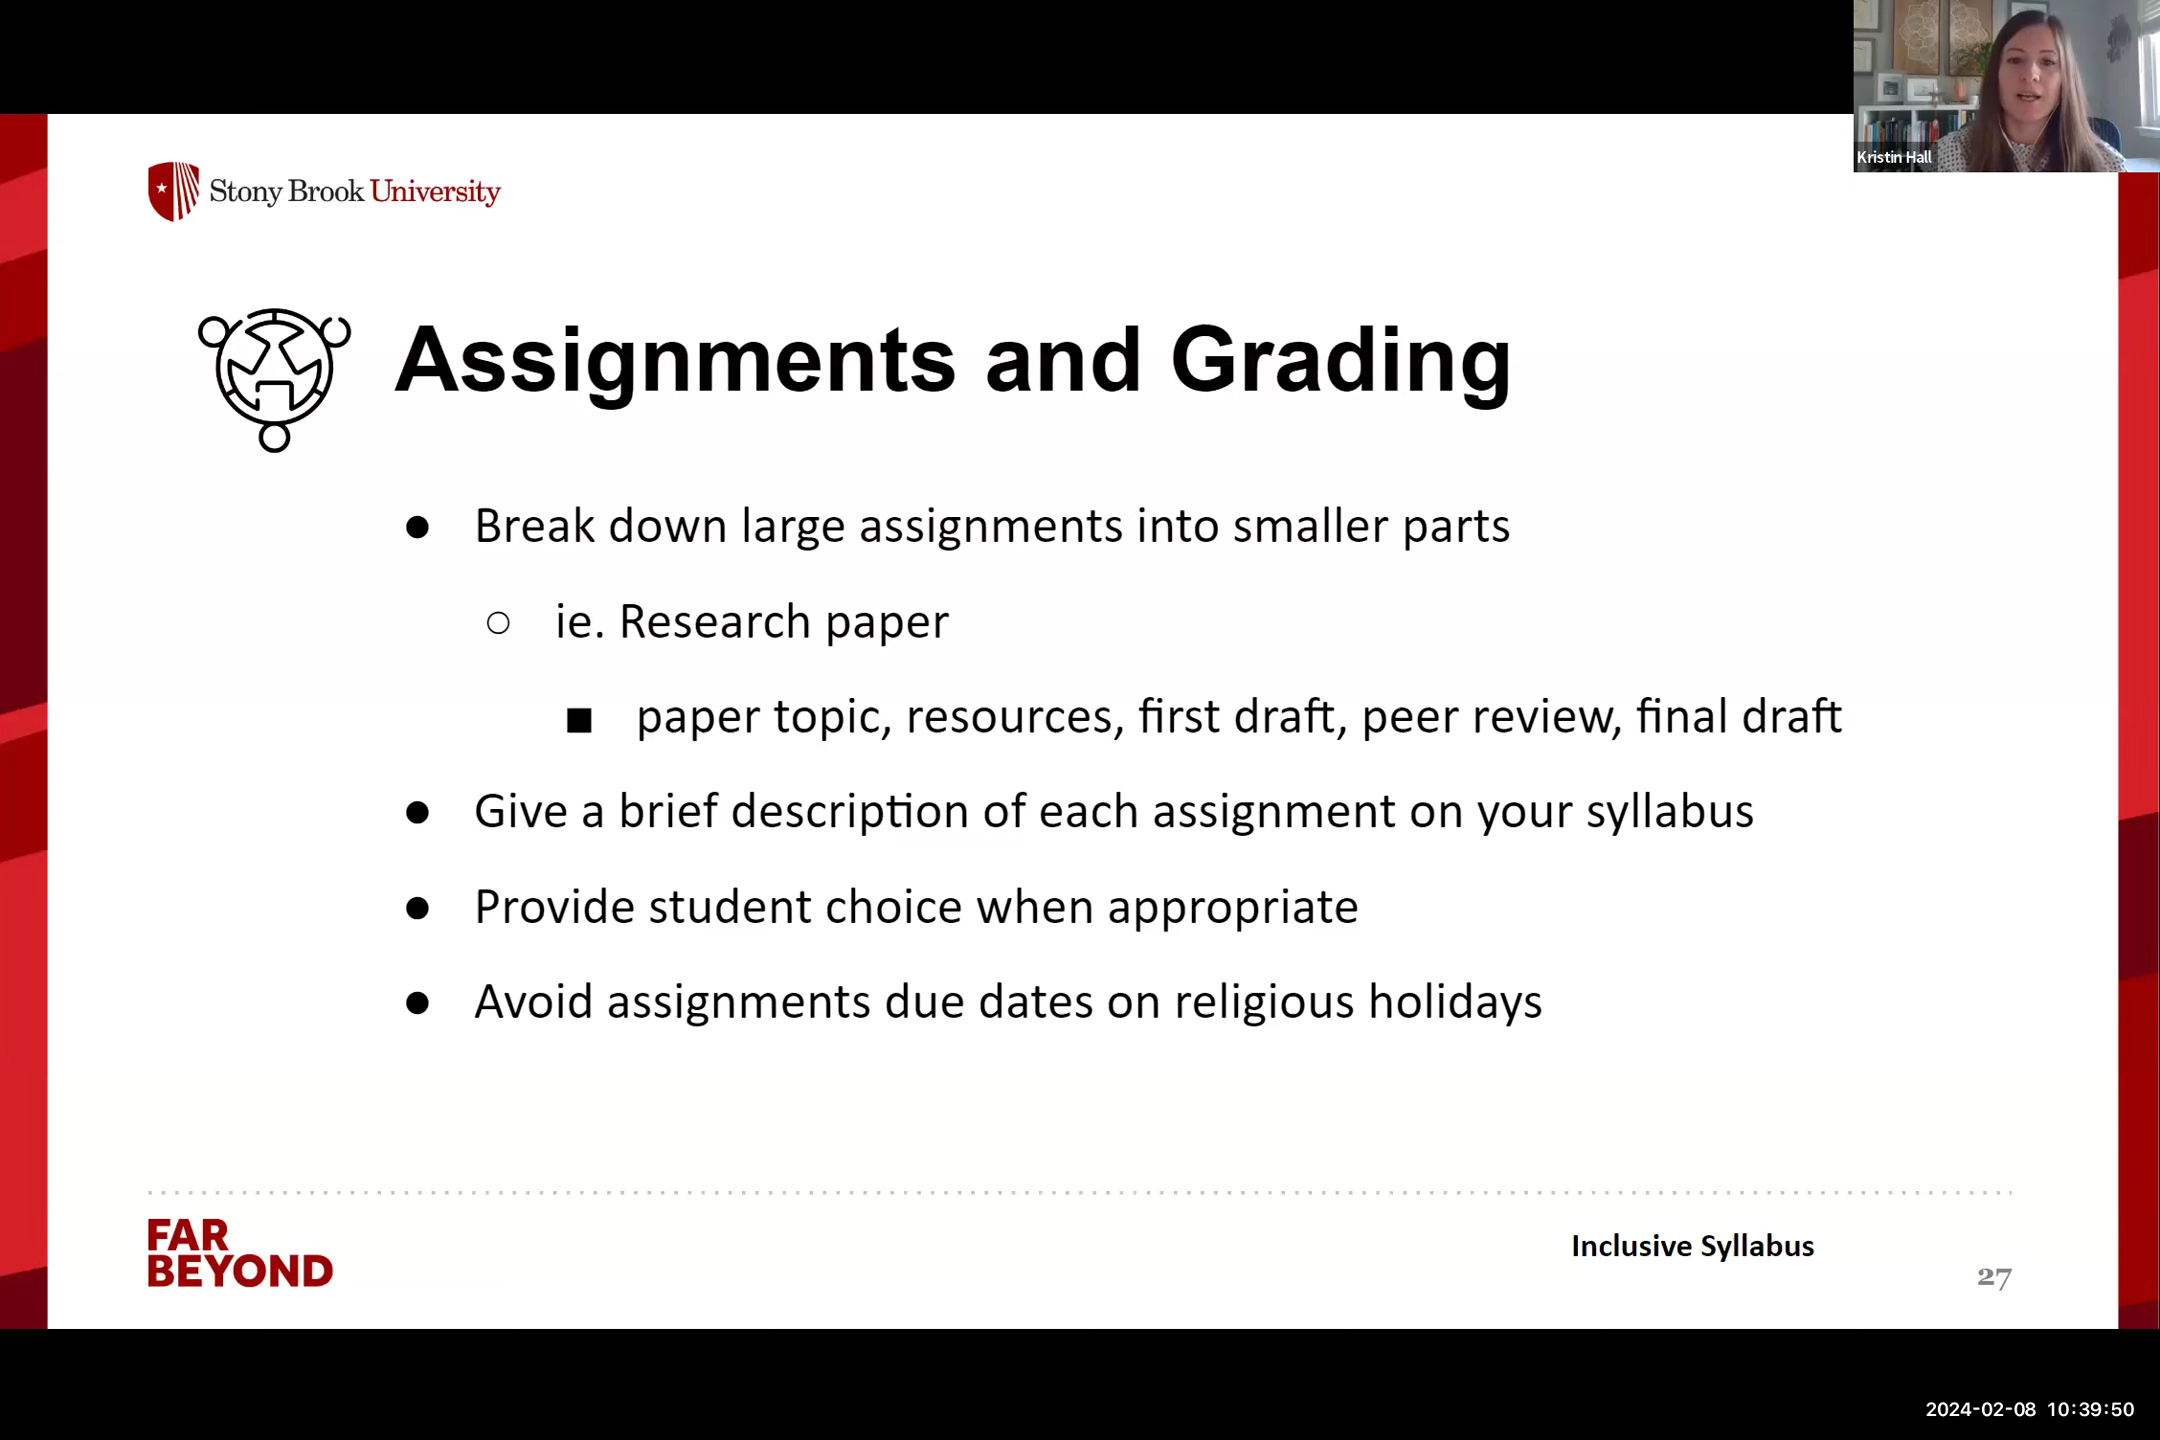 Kristin Hall
Stony Brook University
Assignments and Grading
● Break down large assignments into smaller parts
○ ie. Research paper
■ paper topic, resources, first draft, peer review, final draft
● Give a brief description of each assignment on your syllabus
● Provide student choice when appropriate
● Avoid assignments due dates on religious holidays
FAR
BEYOND
Inclusive Syllabus
27
2024-02-08 10:39:50